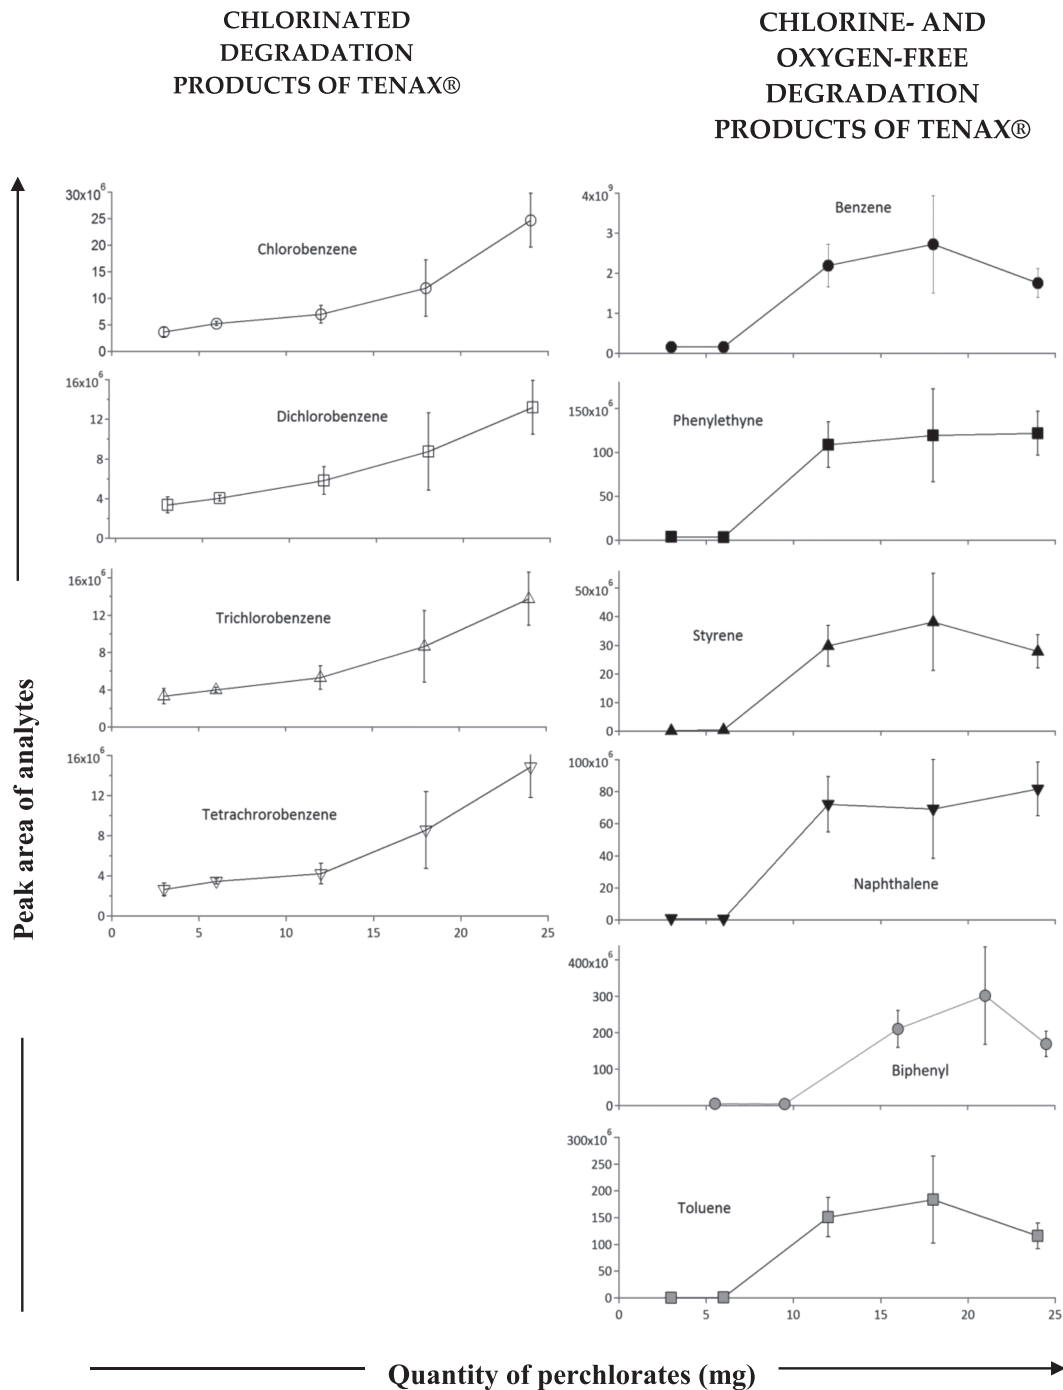 CHLORINATED
DEGRADATION
PRODUCTS OF TENAX®
CHLORINE- AND
OXYGEN-FREE
DEGRADATION
PRODUCTS OF TENAX®
Peak area of analytes
30x10⁶
25
20
15
10
5
0
Chlorobenzene
16x10⁶
12
8
4
0
Dichlorobenzene
16x10⁶
12
8
4
0
Trichlorobenzene
16x10⁶
12
8
4
0
Tetrachrorobenzene
0 5 10 15 20 25
4x10⁹
3
2
1
0
Benzene
150x10⁶
100
50
0
Phenylethyne
50x10⁶
40
30
20
10
0
Styrene
100x10⁶
80
60
40
20
0
Naphthalene
400x10⁶
300
200
100
0
Biphenyl
300x10⁶
250
200
150
100
50
0
Toluene
0 5 10 15 20 25
Quantity of perchlorates (mg)